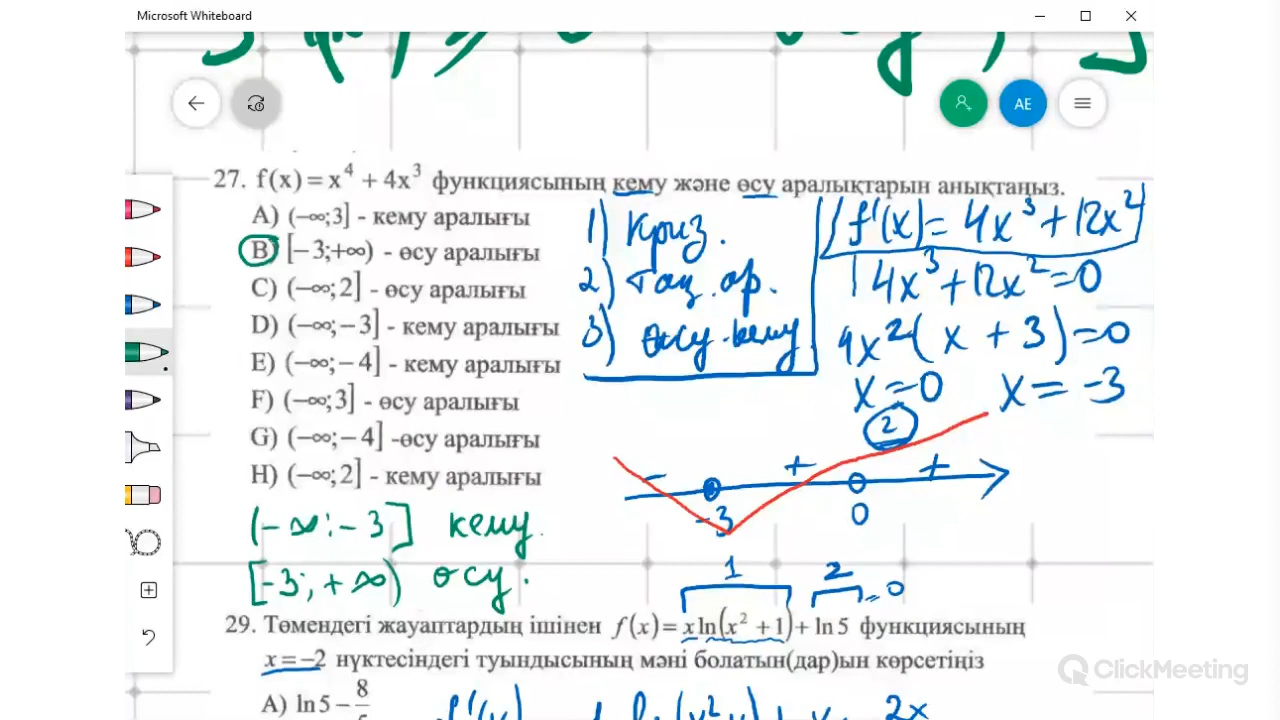 Microsoft Whiteboard
AE
27. f(x) = x⁴ + 4x³ функциясының кему және өсу аралықтарын анықтаңыз.
A) (−∞;3] - кему аралығы
B) [−3;+∞) - өсу аралығы
C) (−∞;2] - өсу аралығы
D) (−∞;−3] - кему аралығы
E) (−∞;−4] - кему аралығы
F) (−∞;3] - өсу аралығы
G) (−∞;−4] -өсу аралығы
H) (−∞;2] - кему аралығы
1) Криз.
2) таң. ар.
3) өсу-кему
f'(x) = 4x³ + 12x²
4x³ + 12x² = 0
4x²(x + 3) = 0
x = 0 x = −3
2
− + +
−3 0
(−∞; −3] кему.
[−3; +∞) өсу.
1 2 = 0
29. Төмендегі жауаптардың ішінен f(x) = x ln(x² + 1) + ln 5 функциясының
x = −2 нүктесіндегі туындысының мәні болатын(дар)ын көрсетіңіз
A) ln 5 − 8
f'(x)
2x
ClickMeeting